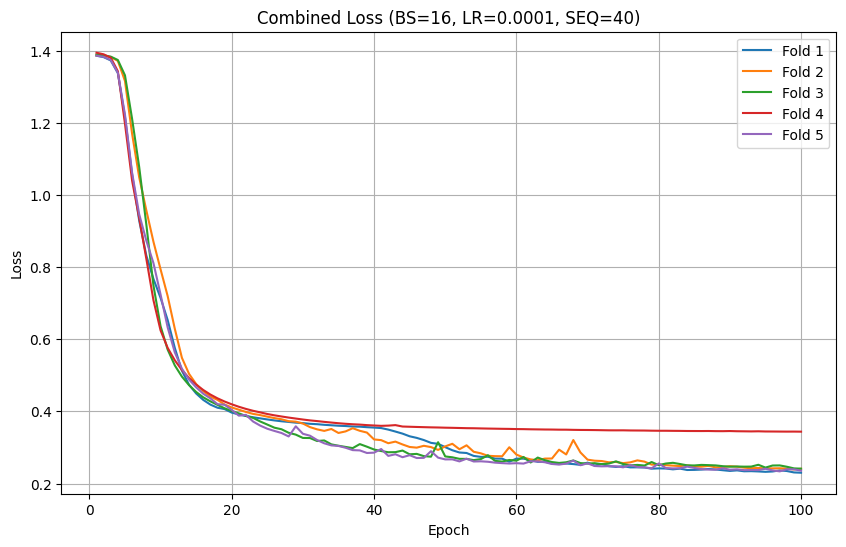 Combined Loss (BS=16, LR=0.0001, SEQ=40)
Fold 1
Fold 2
Fold 3
Fold 4
Fold 5
Loss
1.4
1.2
1.0
0.8
0.6
0.4
0.2
0 20 40 60 80 100
Epoch